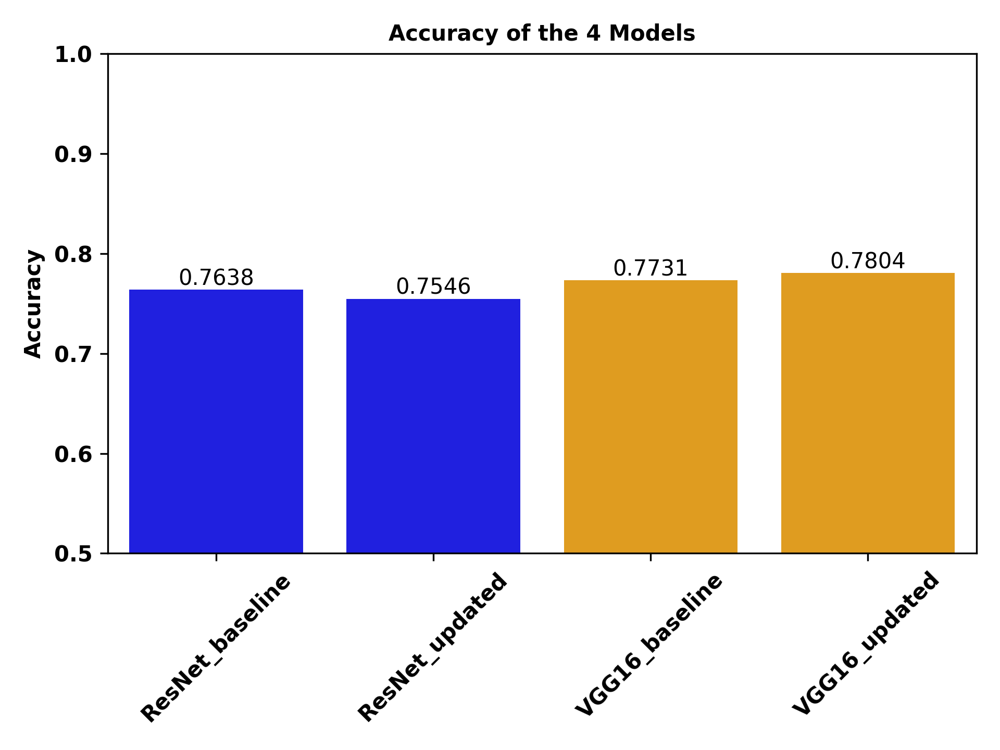 Accuracy of the 4 Models
Accuracy
1.0
0.9
0.8
0.7
0.6
0.5
0.7638
0.7546
0.7731
0.7804
ResNet_baseline
ResNet_updated
VGG16_baseline
VGG16_updated